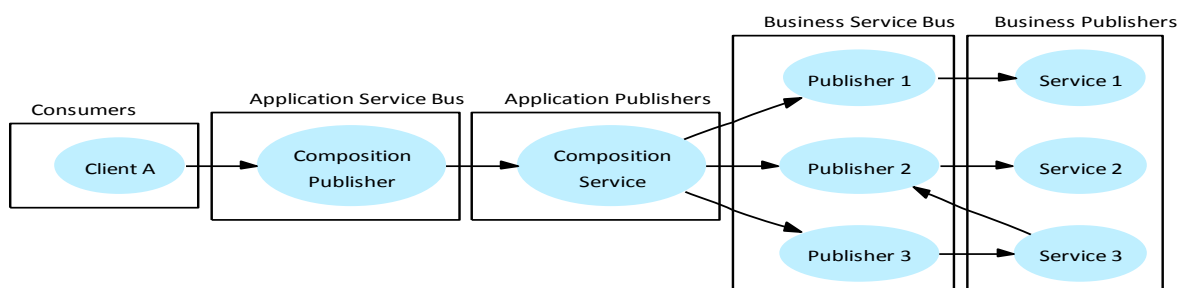 Business Service Bus
Business Publishers
Publisher 1
Service 1
Application Service Bus
Application Publishers
Consumers
Client A
Composition
Publisher
Composition
Service
Publisher 2
Service 2
Publisher 3
Service 3